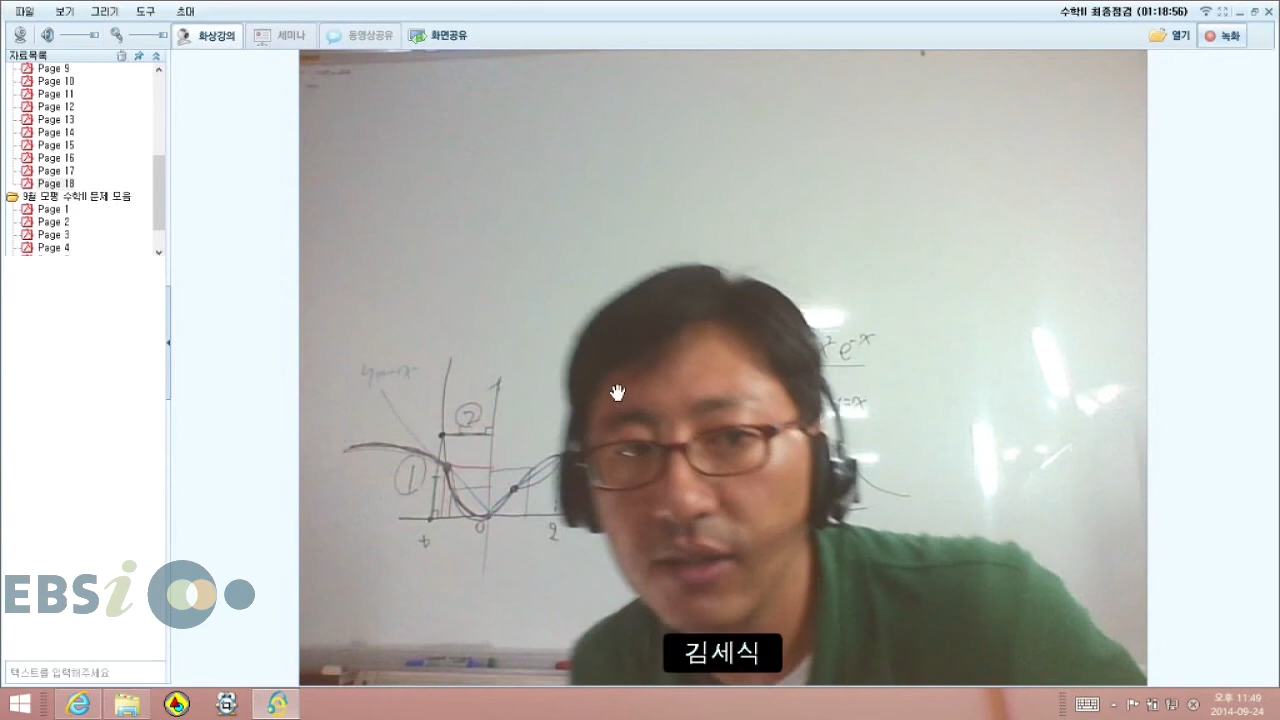 파일 보기 그리기 도구 초대
수학II 최종점검 (01:18:56)
화상강의 세미나 동영상공유 화면공유
열기 녹화
자료목록
Page 9
Page 10
Page 11
Page 12
Page 13
Page 14
Page 15
Page 16
Page 17
Page 18
9월 모평 수학II 문제 모음
Page 1
Page 2
Page 3
Page 4
①
②
0
2
EBSi
김세식
텍스트를 입력해주세요
오후 11:49
2014-09-24